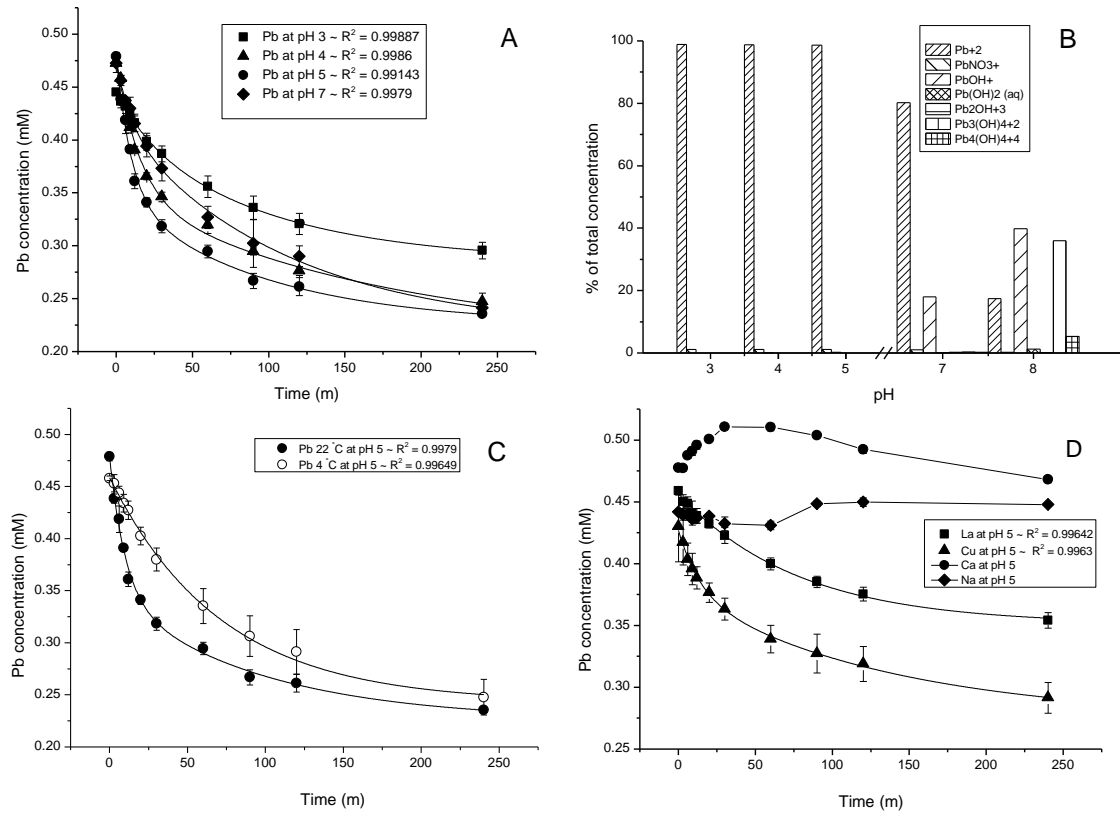 A
Pb at pH 3 ~ R² = 0.99887
Pb at pH 4 ~ R² = 0.9986
Pb at pH 5 ~ R² = 0.99143
Pb at pH 7 ~ R² = 0.9979
0.50
0.45
0.40
0.35
0.30
0.25
0.20
Pb concentration (mM)
0 50 100 150 200 250
Time (m)
B
Pb+2
PbNO3+
PbOH+
Pb(OH)2 (aq)
Pb2OH+3
Pb3(OH)4+2
Pb4(OH)4+4
100
80
60
40
20
0
% of total concentration
3 4 5 7 8
pH
C
Pb 22 °C at pH 5 ~ R² = 0.9979
Pb 4 °C at pH 5 ~ R² = 0.99649
0.50
0.45
0.40
0.35
0.30
0.25
0.20
Pb concentration (mM)
0 50 100 150 200 250
Time (m)
D
La at pH 5 ~ R² = 0.99642
Cu at pH 5 ~ R² = 0.9963
Ca at pH 5
Na at pH 5
0.50
0.45
0.40
0.35
0.30
0.25
Pb concentration (mM)
0 50 100 150 200 250
Time (m)